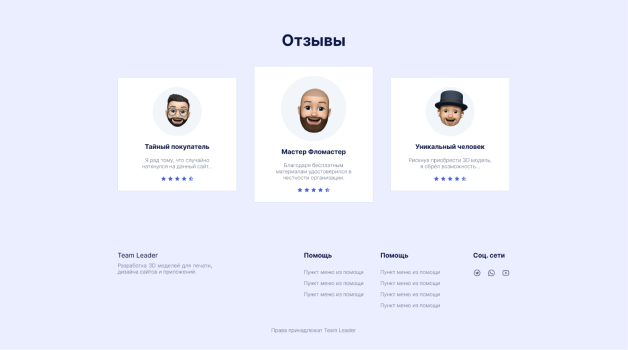 Отзывы
Тайный покупатель
Я рад тому, что случайно
наткнулся на данный сайт...
Мастер Фломастер
Благодаря бесплатным
материалам удостоверился в
честности организации.
Уникальный человек
Рискнув приобрести 3D модель,
я обрёл возможность...
Team Leader
Разработка 3D моделей для печати,
дизайна сайтов и приложений.
Помощь
Пункт меню из помощи
Пункт меню из помощи
Пункт меню из помощи
Помощь
Пункт меню из помощи
Пункт меню из помощи
Пункт меню из помощи
Пункт меню из помощи
Соц. сети
Права принадлежат Team Leader